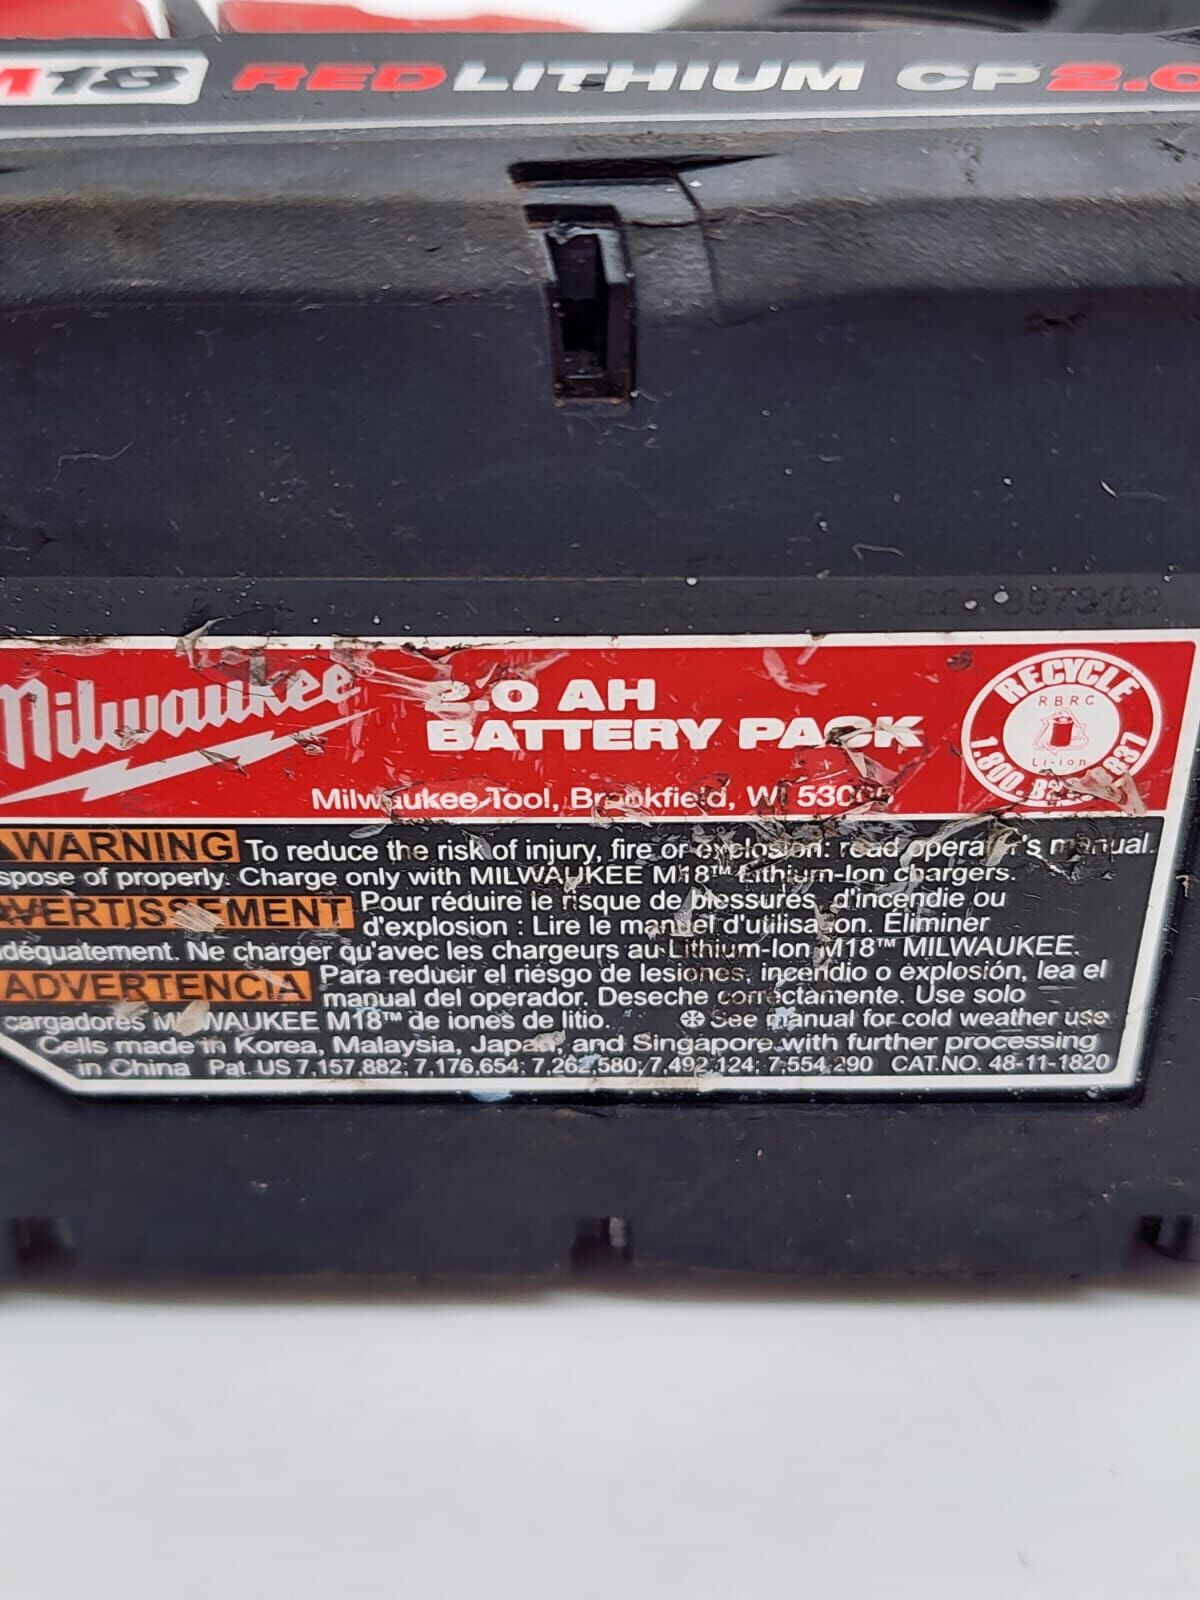 M18 REDLITHIUM CP2.0
3973183
Milwaukee
2.0 AH
BATTERY PACK
Milwaukee Tool, Brookfield, WI
RECYCLE
RBRC
Li-ion
1.800. 837
WARNING To reduce the risk of injury, fire or explosion: read operator's manual.
spose of properly. Charge only with MILWAUKEE M18™ Lithium-Ion chargers.
VERTISSEMENT Pour réduire le risque de blessures, d'incendie ou
d'explosion : Lire le manuel d'utilisation. Éliminer
déquatement. Ne charger qu'avec les chargeurs au Lithium-Ion M18™ MILWAUKEE.
ADVERTENCIA Para reducir el riesgo de lesiones, incendio o explosión, lea el
manual del operador. Deseche correctamente. Use solo
cargadores MILWAUKEE M18™ de iones de litio. ❄ See manual for cold weather use
Cells made in Korea, Malaysia, Japan, and Singapore with further processing
in China Pat. US 7,157,882; 7,176,654; 7,262,580; 7,492,124; 7,554,290 CAT.NO. 48-11-1820